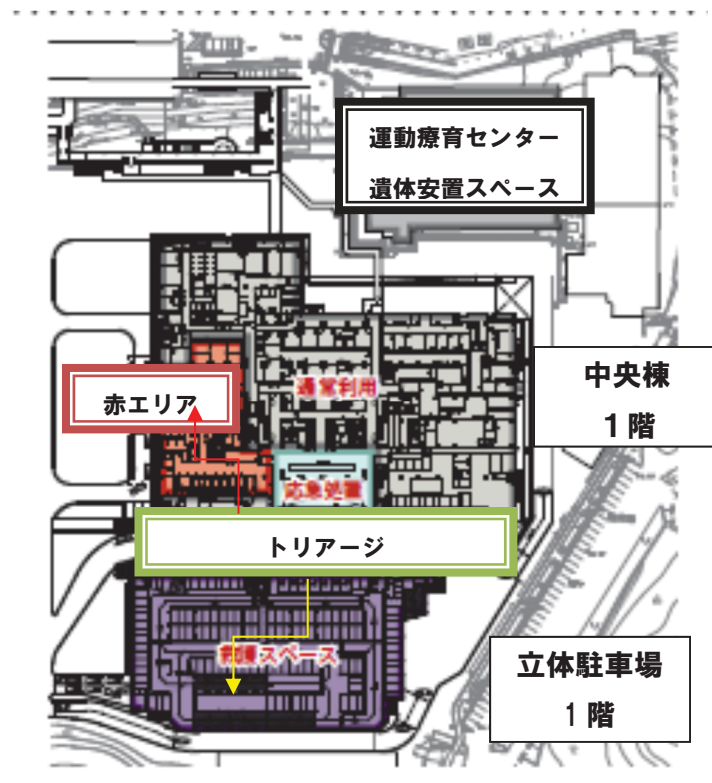 運動療育センター
遺体安置スペース
通常利用
中央棟
1階
赤エリア
応急処置
トリアージ
救護スペース
立体駐車場
1階